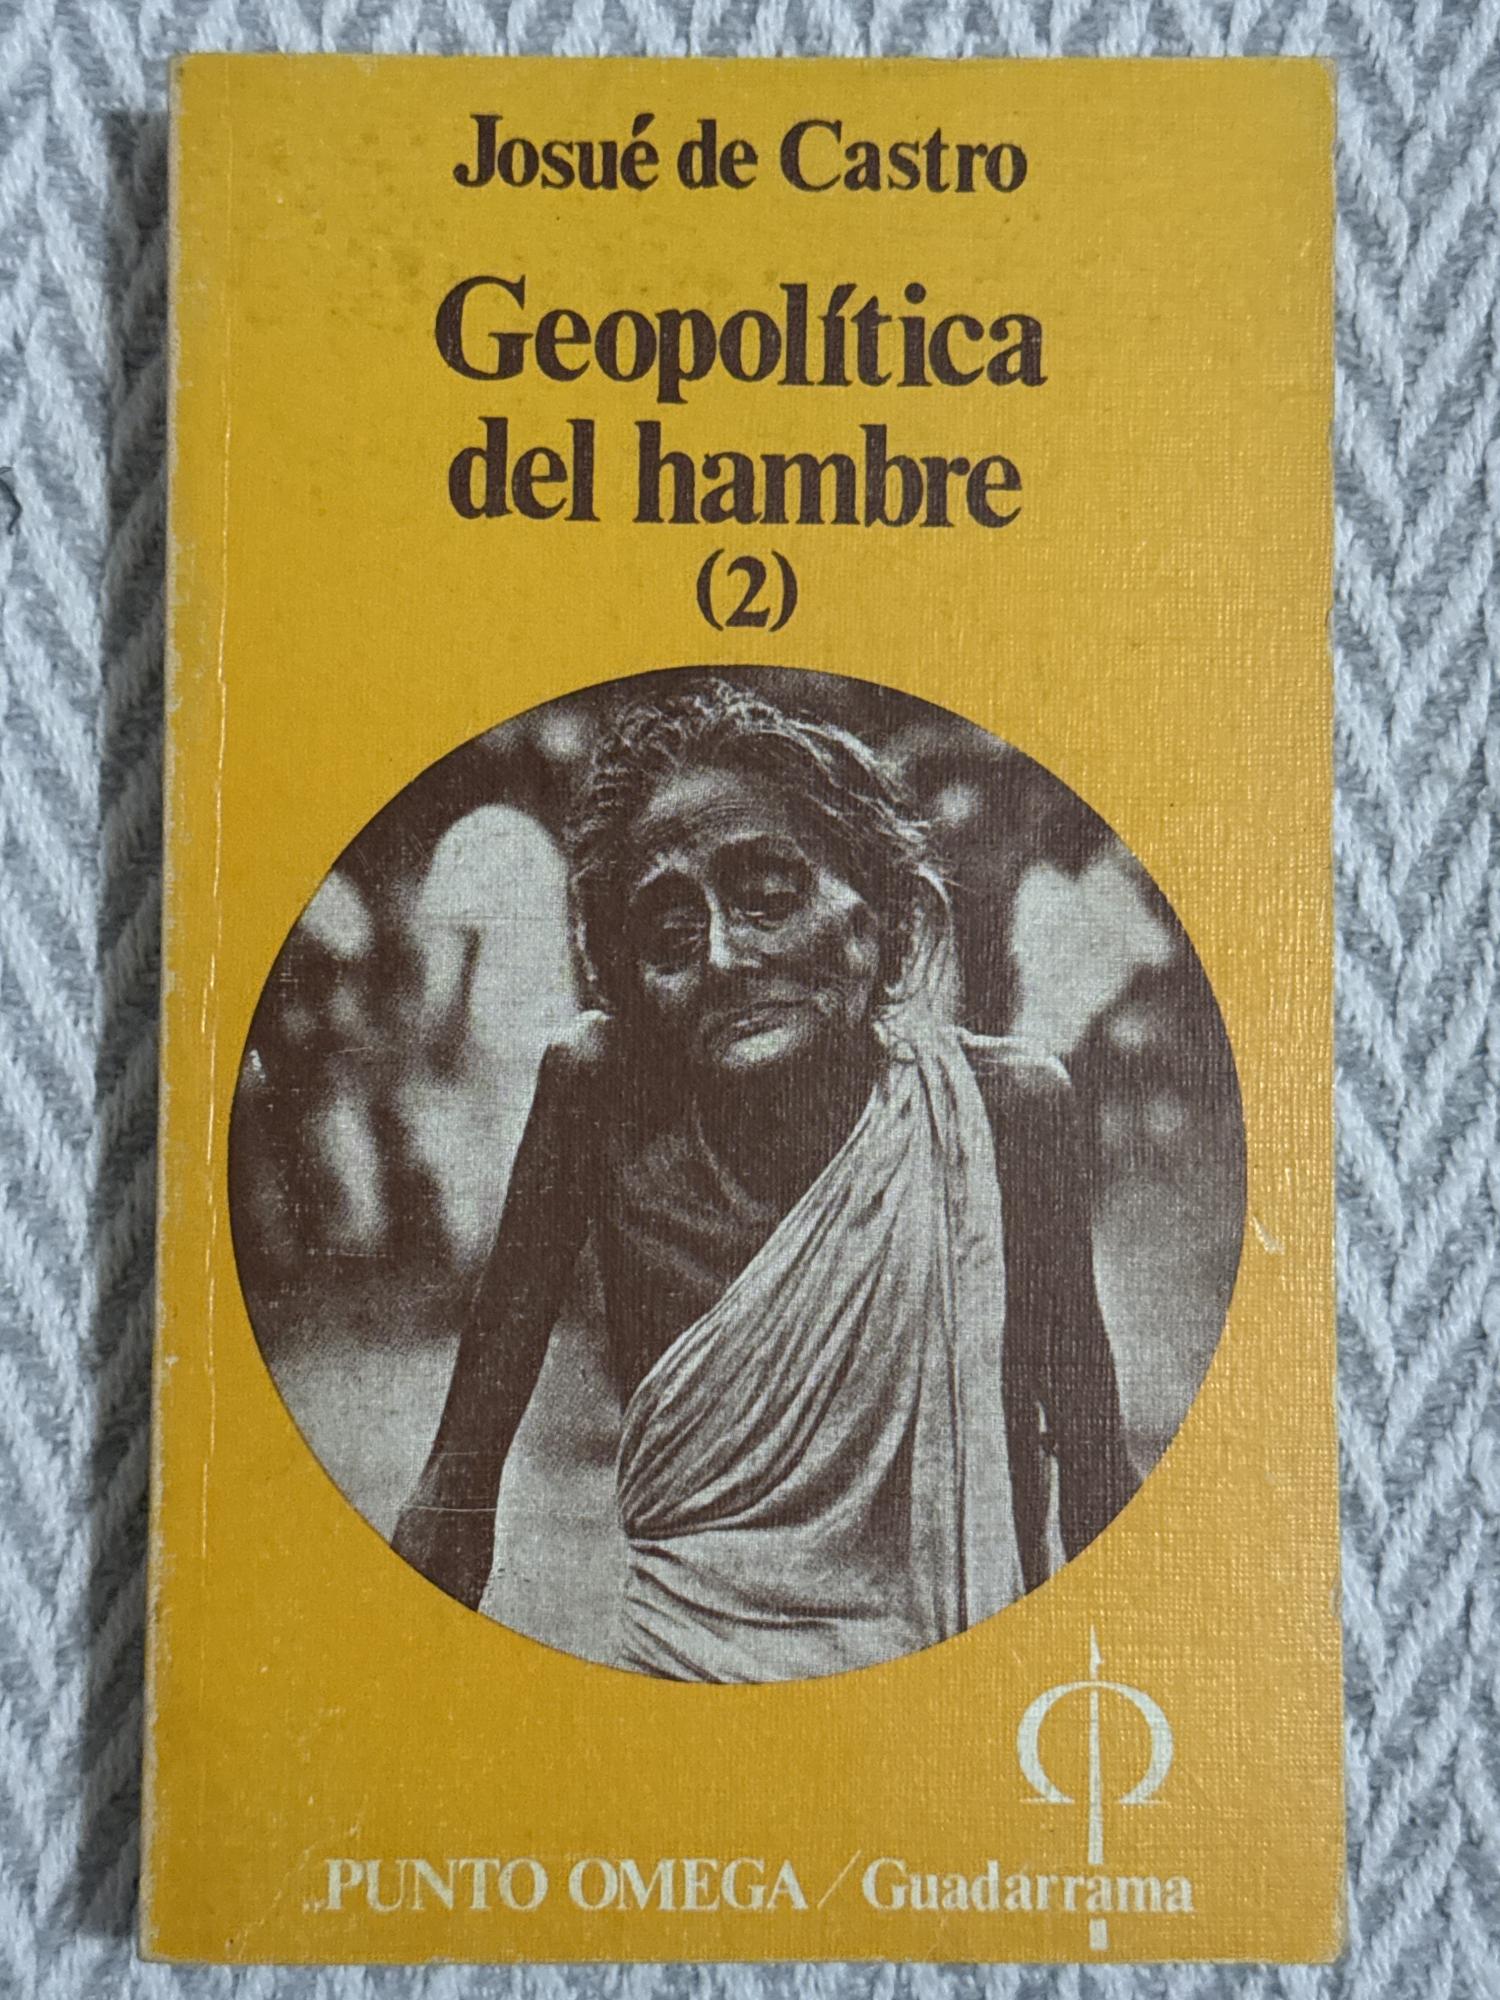 Josué de Castro
Geopolítica
del hambre
(2)
PUNTO OMEGA/Guadarrama